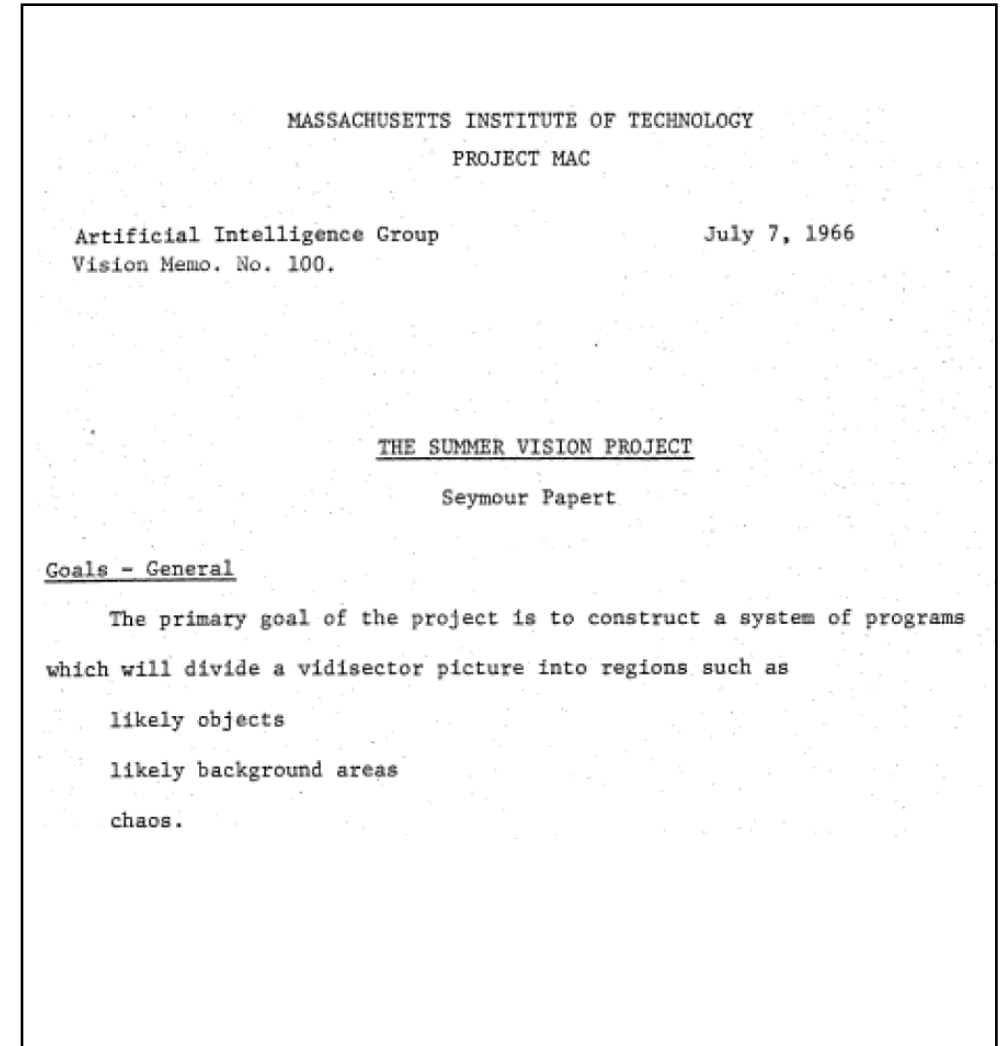 MASSACHUSETTS INSTITUTE OF TECHNOLOGY
PROJECT MAC
Artificial Intelligence Group July 7, 1966
Vision Memo. No. 100.
THE SUMMER VISION PROJECT
Seymour Papert
Goals - General
The primary goal of the project is to construct a system of programs
which will divide a vidisector picture into regions such as
likely objects
likely background areas
chaos.